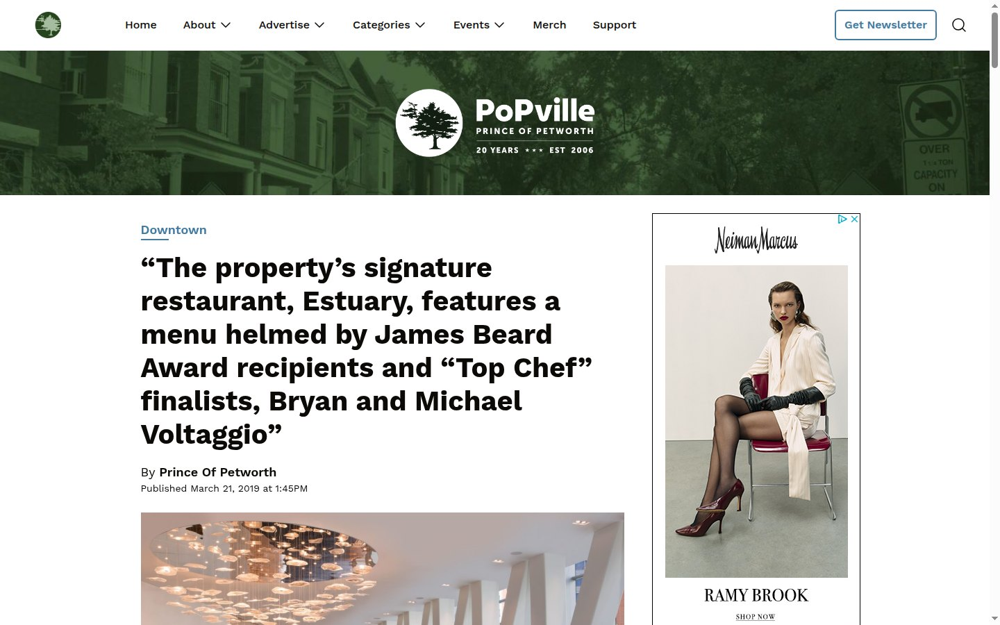 Home About Advertise Categories Events Merch Support Get Newsletter
PoPville
PRINCE OF PETWORTH
20 YEARS ★★★ EST 2006
OVER
1 1/4 TON
CAPACITY
ON
Downtown
“The property’s signature
restaurant, Estuary, features a
menu helmed by James Beard
Award recipients and “Top Chef”
finalists, Bryan and Michael
Voltaggio”
By Prince Of Petworth
Published March 21, 2019 at 1:45PM
Neiman Marcus
RAMY BROOK
SHOP NOW